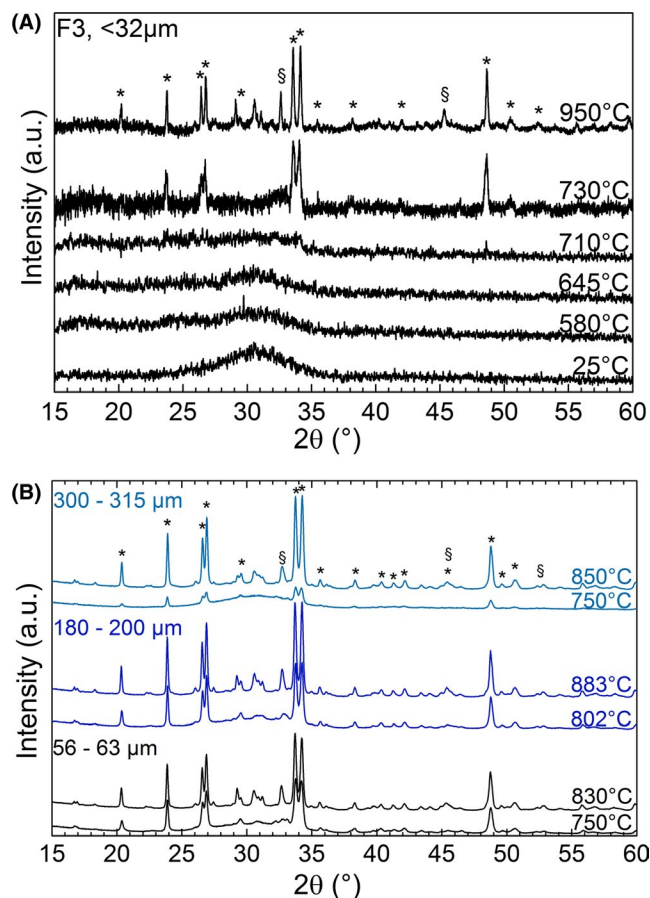 (A)
F3, <32µm
* * * * * § * * * * * § * * *
950°C
730°C
710°C
645°C
580°C
25°C
Intensity (a.u.)
15 20 25 30 35 40 45 50 55 60
2θ (°)
(B)
300 - 315 µm
* * * * * § * * * * * * * § * * * * §
850°C
750°C
180 - 200 µm
883°C
802°C
56 - 63 µm
830°C
750°C
Intensity (a.u.)
15 20 25 30 35 40 45 50 55 60
2θ (°)